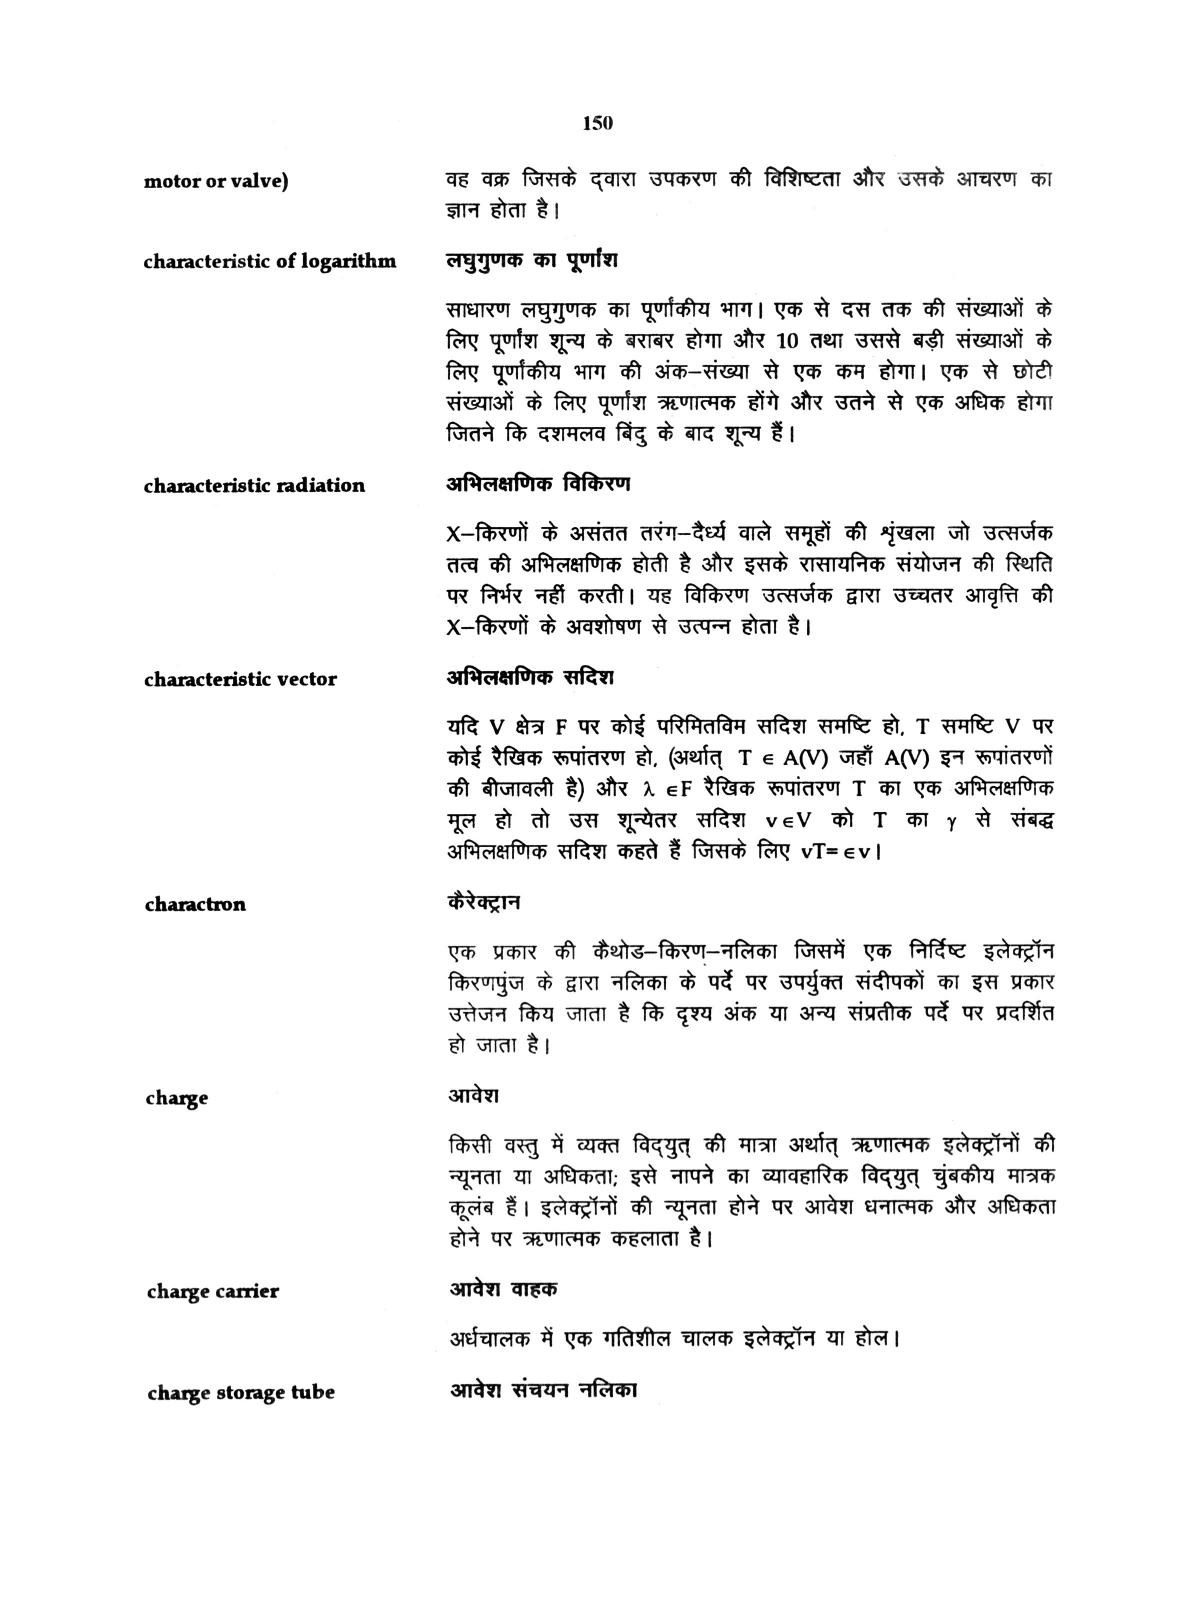 150
motor or valve) वह वक्र जिसके द्वारा उपकरण की विशिष्टता और उसके आचरण का
ज्ञान होता है।
characteristic of logarithm लघुगुणक का पूर्णांश
साधारण लघुगुणक का पूर्णांकीय भाग। एक से दस तक की संख्याओं के
लिए पूर्णांश शून्य के बराबर होगा और 10 तथा उससे बड़ी संख्याओं के
लिए पूर्णांकीय भाग की अंक–संख्या से एक कम होगा। एक से छोटी
संख्याओं के लिए पूर्णांश ऋणात्मक होंगे और उतने से एक अधिक होगा
जितने कि दशमलव बिंदु के बाद शून्य हैं।
characteristic radiation अभिलक्षणिक विकिरण
X–किरणों के असंतत तरंग–दैर्ध्य वाले समूहों की शृंखला जो उत्सर्जक
तत्व की अभिलक्षणिक होती है और इसके रासायनिक संयोजन की स्थिति
पर निर्भर नहीं करती। यह विकिरण उत्सर्जक द्वारा उच्चतर आवृत्ति की
X–किरणों के अवशोषण से उत्पन्न होता है।
characteristic vector अभिलक्षणिक सदिश
यदि V क्षेत्र F पर कोई परिमितविम सदिश समष्टि हो, T समष्टि V पर
कोई रैखिक रूपांतरण हो, (अर्थात् T ∈ A(V) जहाँ A(V) इन रूपांतरणों
की बीजावली है) और λ ∈F रैखिक रूपांतरण T का एक अभिलक्षणिक
मूल हो तो उस शून्येतर सदिश v∈V को T का γ से संबद्ध
अभिलक्षणिक सदिश कहते हैं जिसके लिए vT= ∈v।
charactron कैरेक्ट्रान
एक प्रकार की कैथोड–किरण–नलिका जिसमें एक निर्दिष्ट इलेक्ट्रॉन
किरणपुंज के द्वारा नलिका के पर्दे पर उपर्युक्त संदीपकों का इस प्रकार
उत्तेजन किय जाता है कि दृश्य अंक या अन्य संप्रतीक पर्दे पर प्रदर्शित
हो जाता है।
charge आवेश
किसी वस्तु में व्यक्त विद्युत् की मात्रा अर्थात् ऋणात्मक इलेक्ट्रॉनों की
न्यूनता या अधिकता; इसे नापने का व्यावहारिक विद्युत् चुंबकीय मात्रक
कूलंब हैं। इलेक्ट्रॉनों की न्यूनता होने पर आवेश धनात्मक और अधिकता
होने पर ऋणात्मक कहलाता है।
charge carrier आवेश वाहक
अर्धचालक में एक गतिशील चालक इलेक्ट्रॉन या होल।
charge storage tube आवेश संचयन नलिका